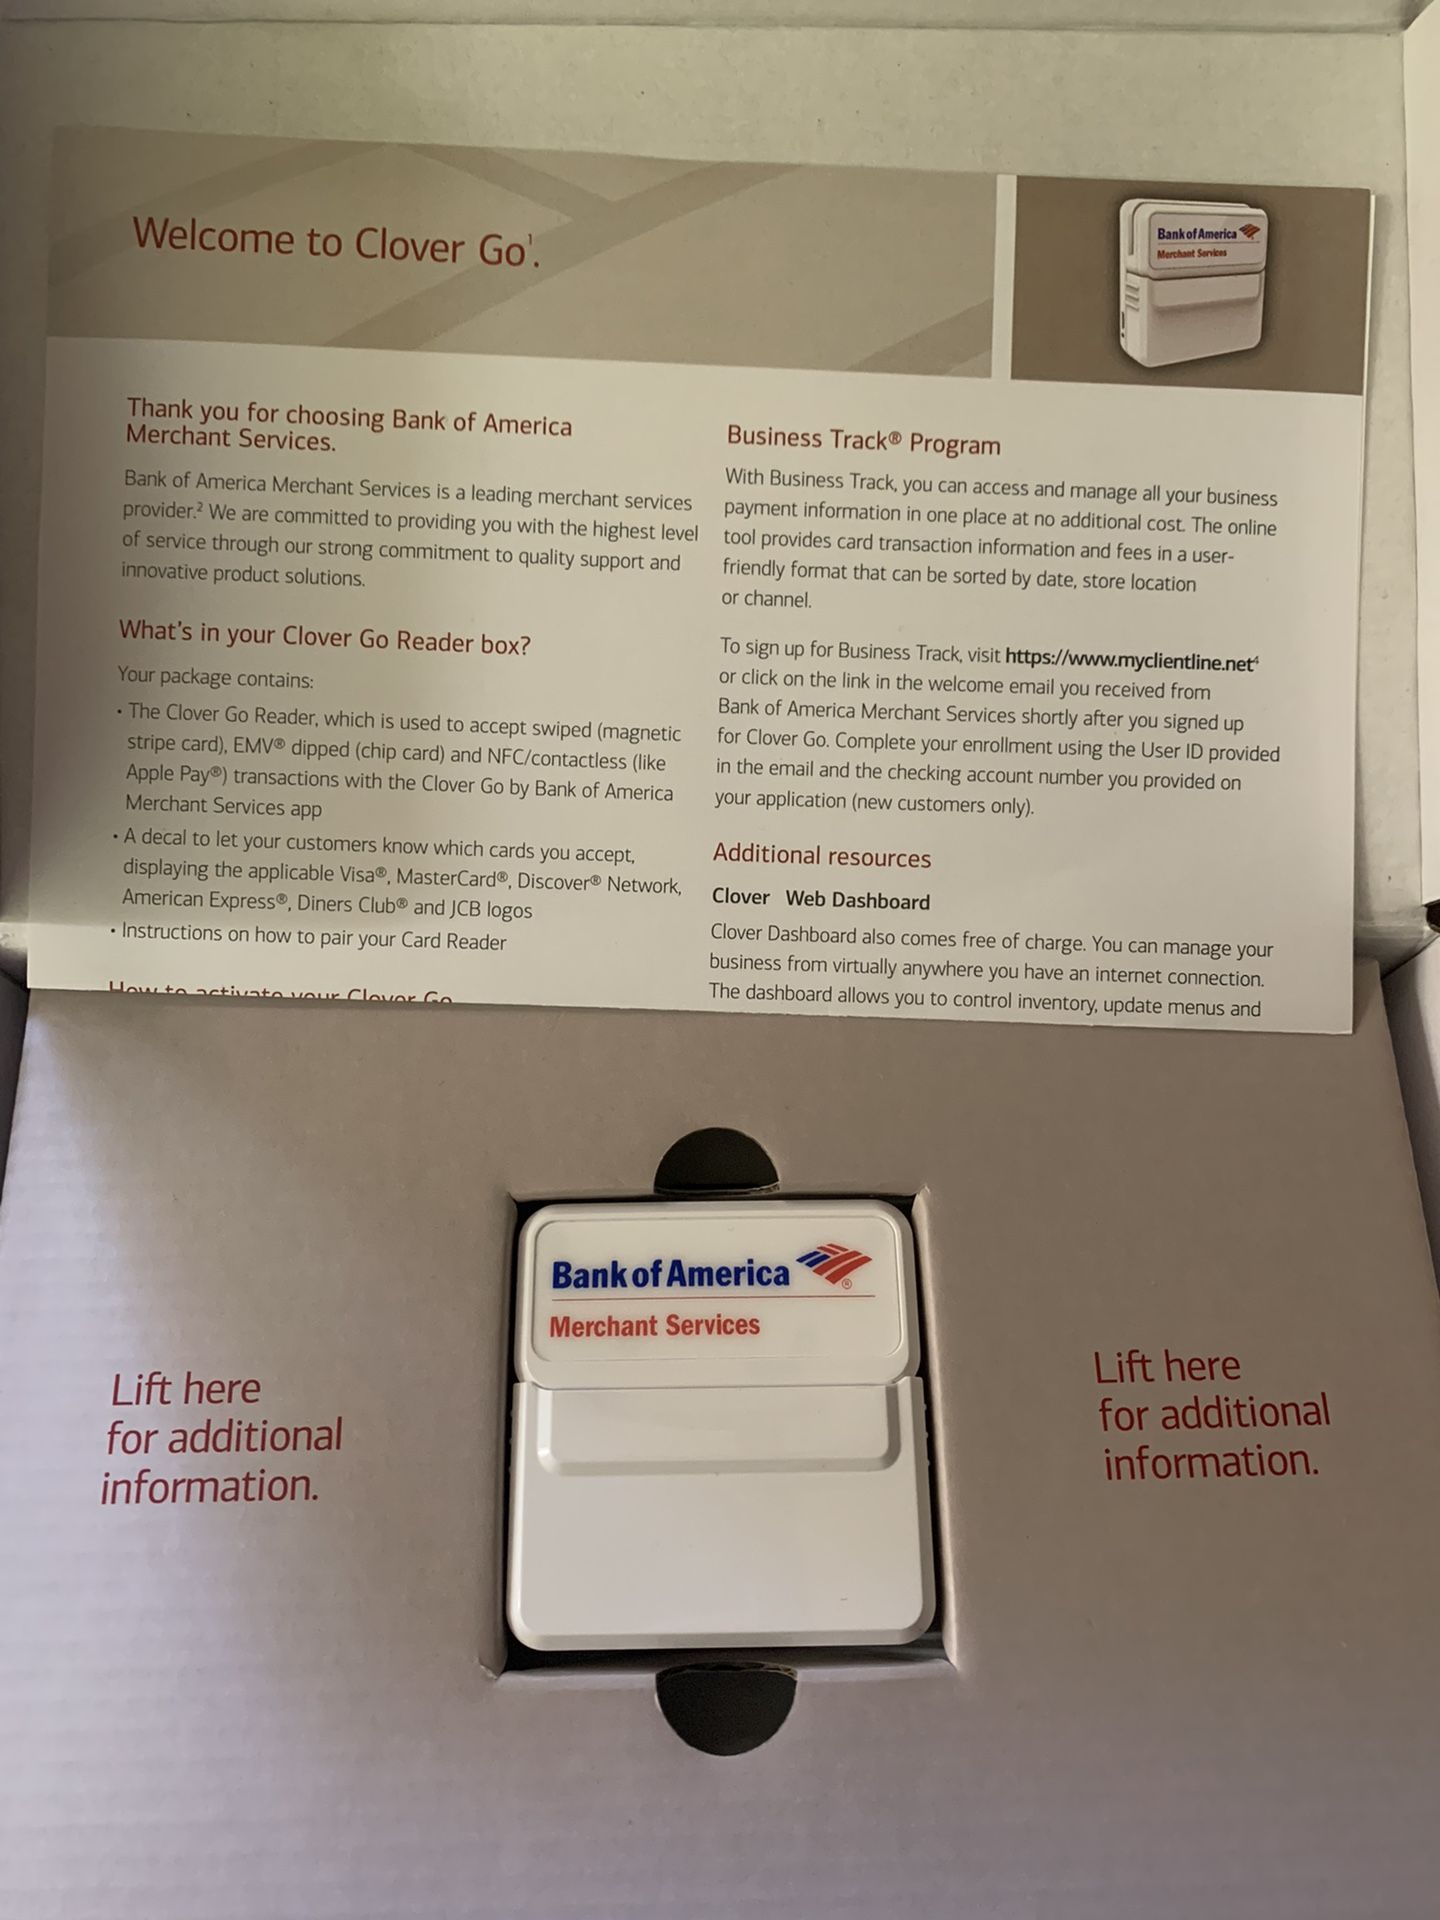 Welcome to Clover Go¹.
Bank of America
Merchant Services
Thank you for choosing Bank of America
Merchant Services.
Bank of America Merchant Services is a leading merchant services
provider.² We are committed to providing you with the highest level
of service through our strong commitment to quality support and
innovative product solutions.
What's in your Clover Go Reader box?
Your package contains:
• The Clover Go Reader, which is used to accept swiped (magnetic
stripe card), EMV® dipped (chip card) and NFC/contactless (like
Apple Pay®) transactions with the Clover Go by Bank of America
Merchant Services app
• A decal to let your customers know which cards you accept,
displaying the applicable Visa®, MasterCard®, Discover® Network,
American Express®, Diners Club® and JCB logos
• Instructions on how to pair your Card Reader
How to activate your Clover Go
Business Track® Program
With Business Track, you can access and manage all your business
payment information in one place at no additional cost. The online
tool provides card transaction information and fees in a user-
friendly format that can be sorted by date, store location
or channel.
To sign up for Business Track, visit https://www.myclientline.net⁴
or click on the link in the welcome email you received from
Bank of America Merchant Services shortly after you signed up
for Clover Go. Complete your enrollment using the User ID provided
in the email and the checking account number you provided on
your application (new customers only).
Additional resources
Clover Web Dashboard
Clover Dashboard also comes free of charge. You can manage your
business from virtually anywhere you have an internet connection.
The dashboard allows you to control inventory, update menus and
Bank of America ®
Merchant Services
Lift here
for additional
information.
Lift here
for additional
information.